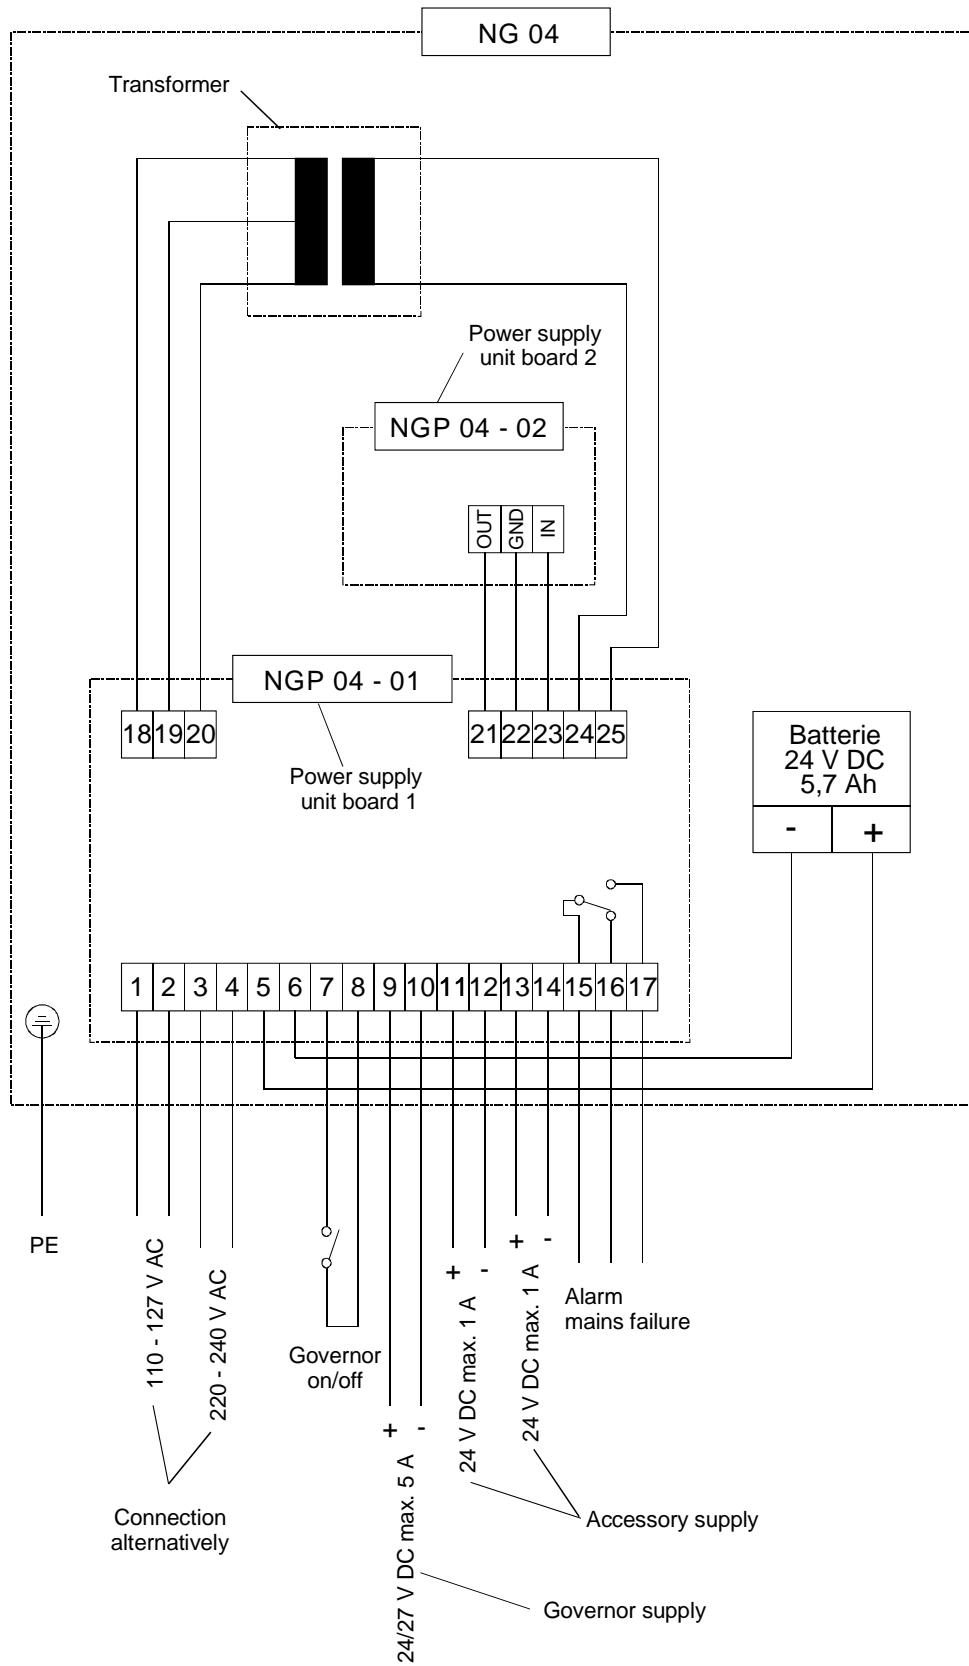 NG 04
Transformer
Power supply
unit board 2
NGP 04 - 02
OUT
GND
IN
NGP 04 - 01
18 19 20
21 22 23 24 25
Power supply
unit board 1
Batterie
24 V DC
5,7 Ah
- +
1 2 3 4 5 6 7 8 9 10 11 12 13 14 15 16 17
PE
110 - 127 V AC
220 - 240 V AC
Connection
alternatively
Governor
on/off
+ -
24/27 V DC max. 5 A
+ -
24 V DC max. 1 A
+ -
24 V DC max. 1 A
Alarm
mains failure
Accessory supply
Governor supply